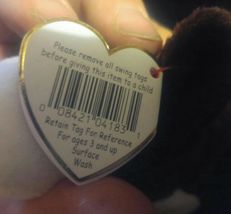 Please remove all swing tags
before giving this item to a child
0 08421 04183 1
Retain Tag For Reference
For ages 3 and up
Surface
Wash